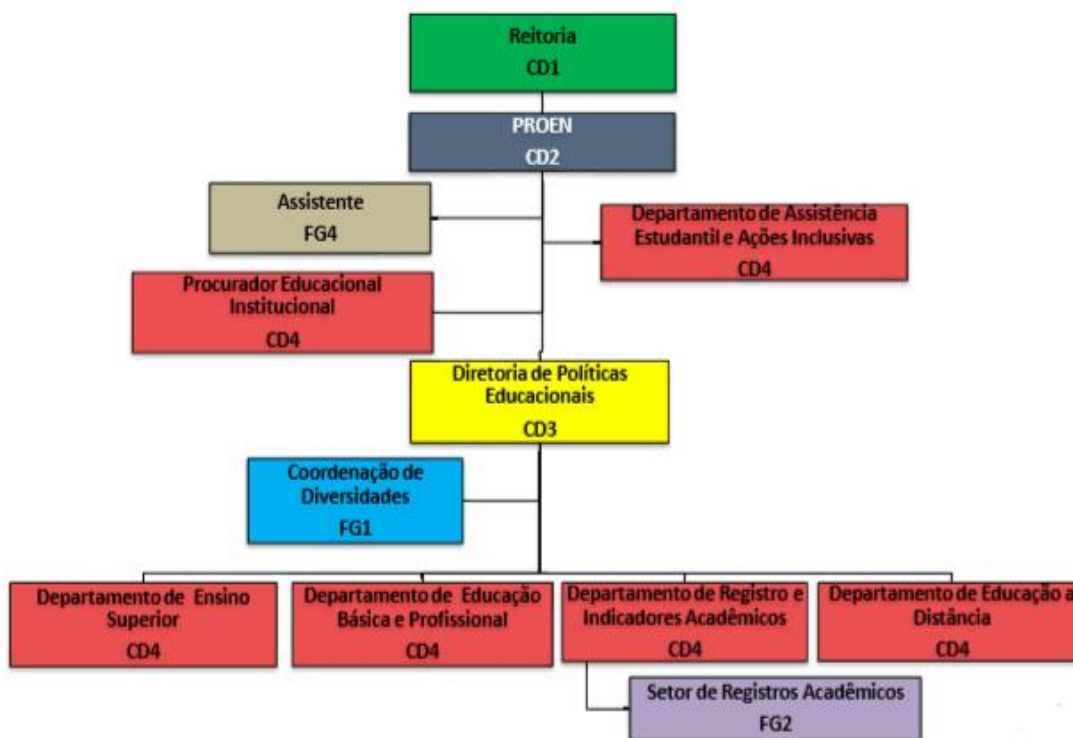 Reitoria
CD1
PROEN
CD2
Assistente
FG4
Departamento de Assistência
Estudantil e Ações Inclusivas
CD4
Procurador Educacional
Institucional
CD4
Diretoria de Políticas
Educacionais
CD3
Coordenação de
Diversidades
FG1
Departamento de Ensino
Superior
CD4
Departamento de Educação
Básica e Profissional
CD4
Departamento de Registro e
Indicadores Acadêmicos
CD4
Departamento de Educação a
Distância
CD4
Setor de Registros Acadêmicos
FG2